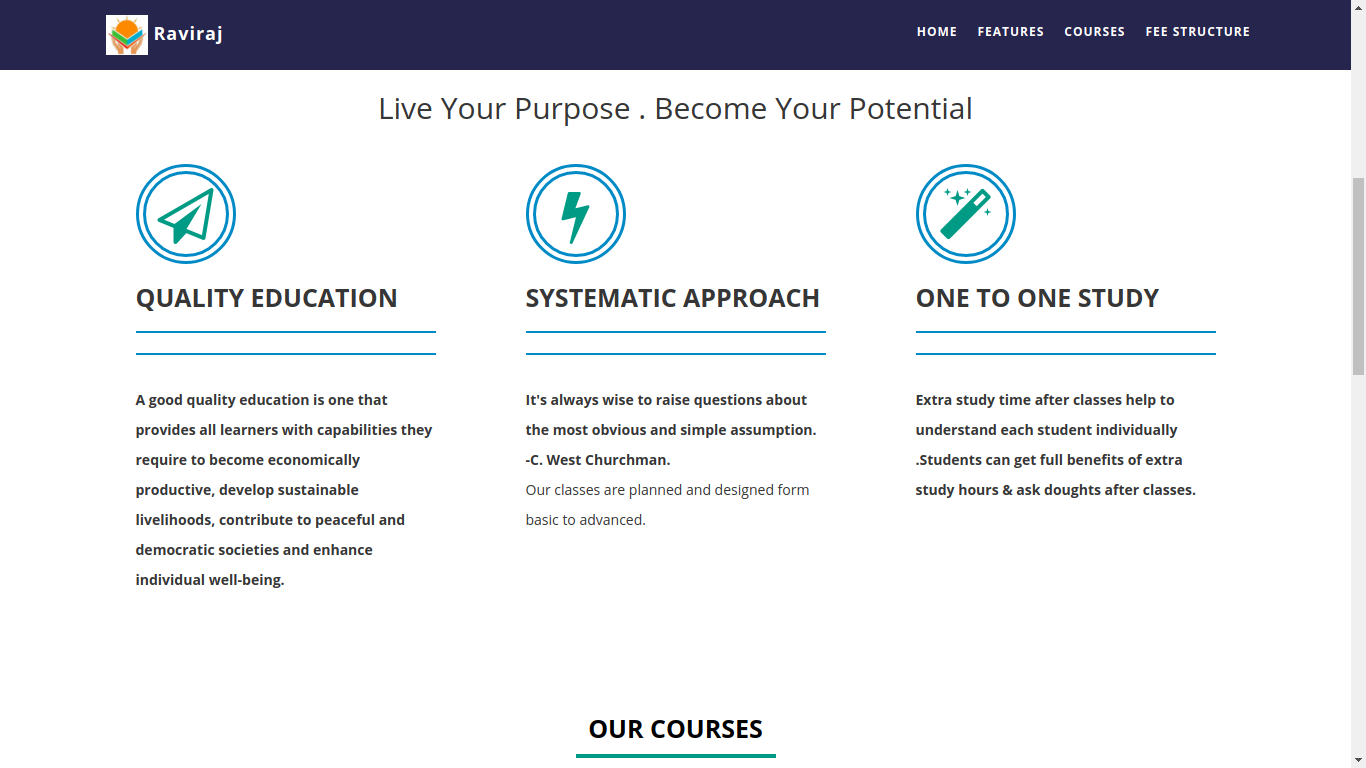 Raviraj
HOME FEATURES COURSES FEE STRUCTURE
Live Your Purpose . Become Your Potential
QUALITY EDUCATION
A good quality education is one that
provides all learners with capabilities they
require to become economically
productive, develop sustainable
livelihoods, contribute to peaceful and
democratic societies and enhance
individual well-being.
SYSTEMATIC APPROACH
It's always wise to raise questions about
the most obvious and simple assumption.
-C. West Churchman.
Our classes are planned and designed form
basic to advanced.
ONE TO ONE STUDY
Extra study time after classes help to
understand each student individually
.Students can get full benefits of extra
study hours & ask doughts after classes.
OUR COURSES